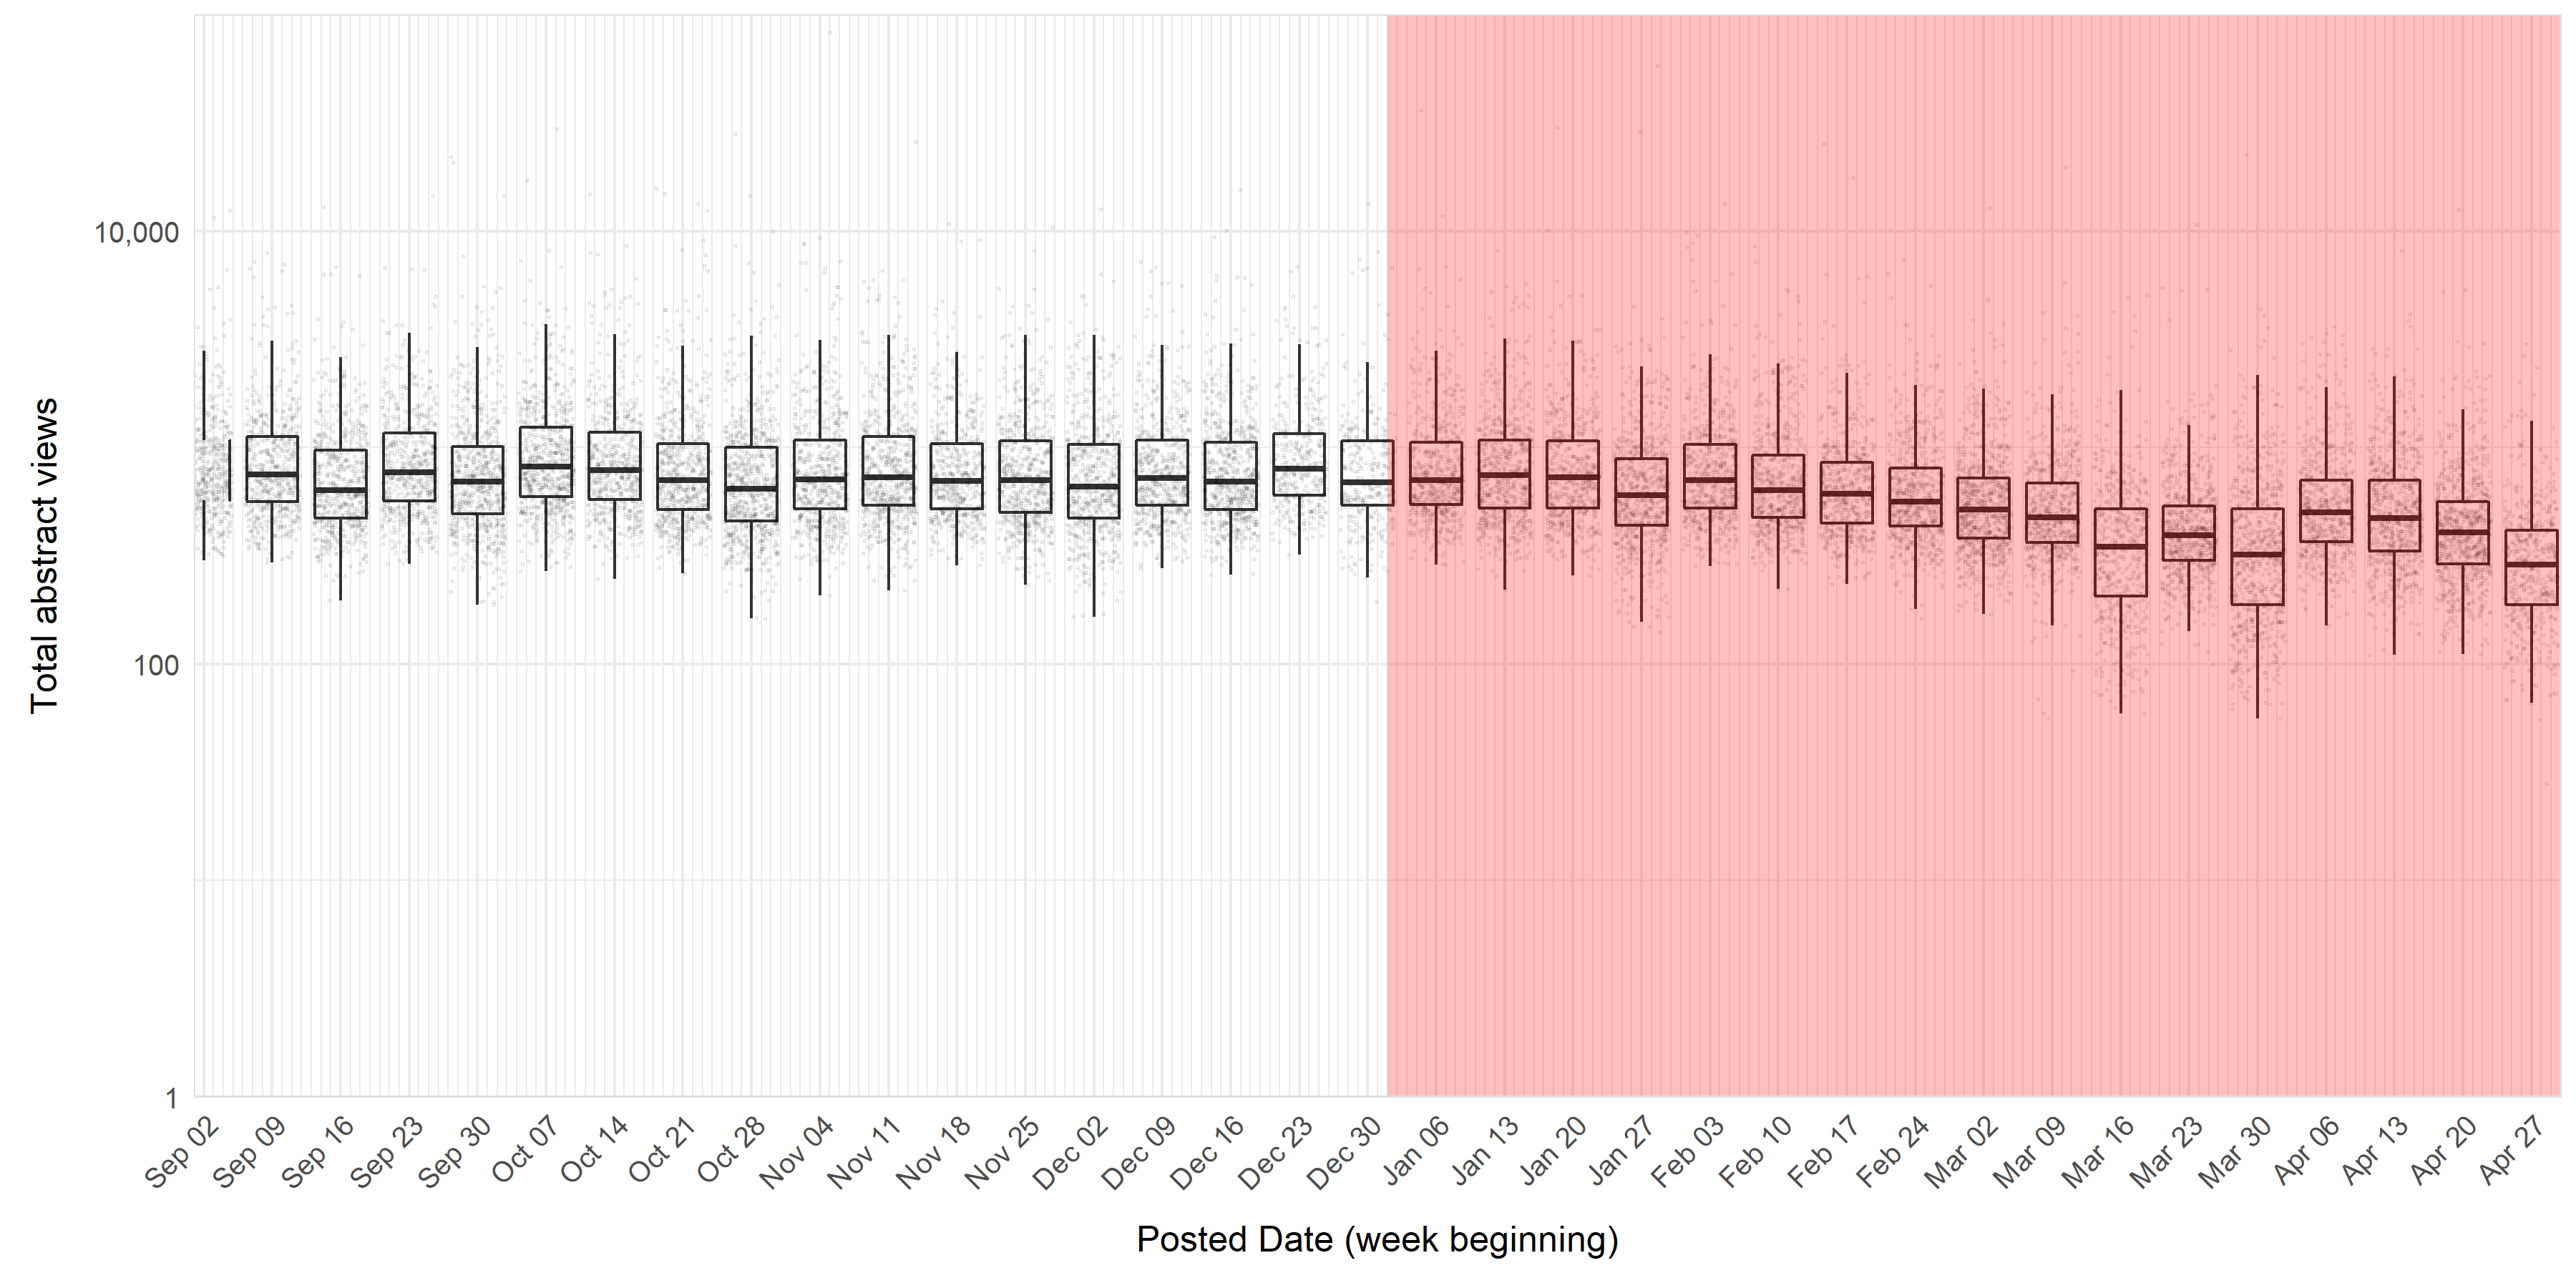 Total abstract views
10,000
100
1
Sep 02
Sep 09
Sep 16
Sep 23
Sep 30
Oct 07
Oct 14
Oct 21
Oct 28
Nov 04
Nov 11
Nov 18
Nov 25
Dec 02
Dec 09
Dec 16
Dec 23
Dec 30
Jan 06
Jan 13
Jan 20
Jan 27
Feb 03
Feb 10
Feb 17
Feb 24
Mar 02
Mar 09
Mar 16
Mar 23
Mar 30
Apr 06
Apr 13
Apr 20
Apr 27
Posted Date (week beginning)